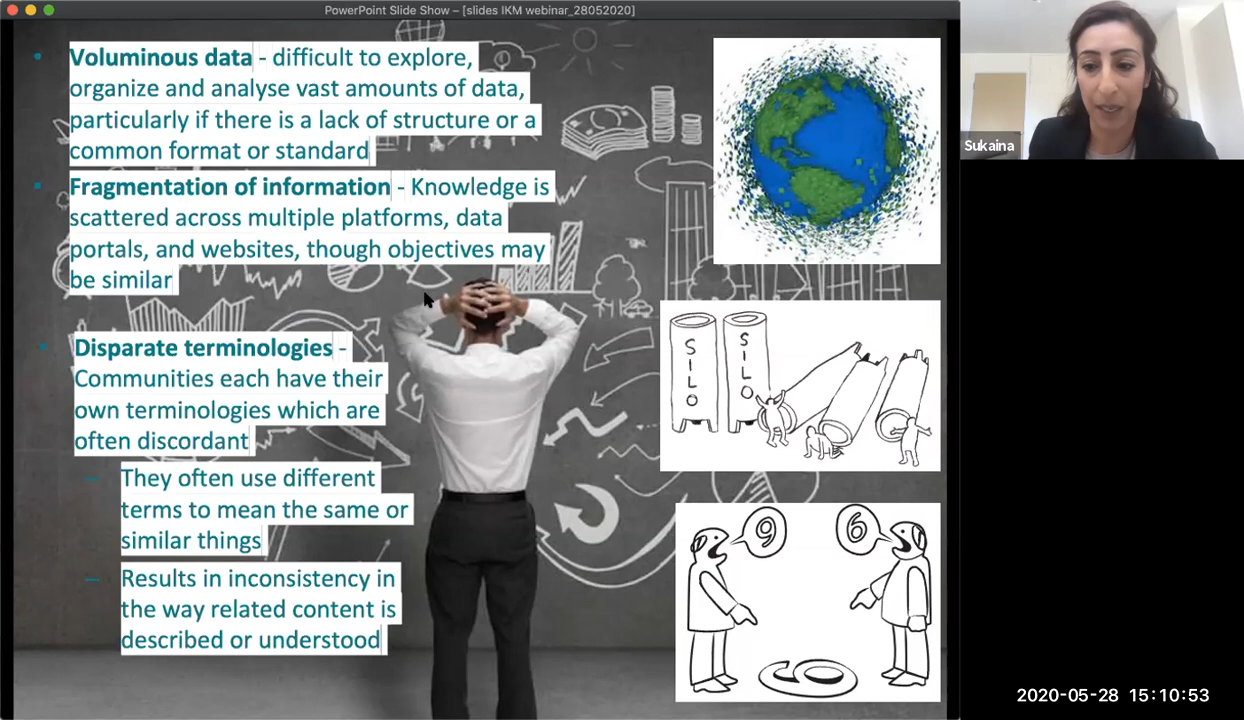 PowerPoint Slide Show – [slides IKM webinar_28052020]
• Voluminous data - difficult to explore,
organize and analyse vast amounts of data,
particularly if there is a lack of structure or a
common format or standard
• Fragmentation of information - Knowledge is
scattered across multiple platforms, data
portals, and websites, though objectives may
be similar
• Disparate terminologies -
Communities each have their
own terminologies which are
often discordant
– They often use different
terms to mean the same or
similar things
– Results in inconsistency in
the way related content is
described or understood
SILO
SILO
9
6
Sukaina
2020-05-28 15:10:53